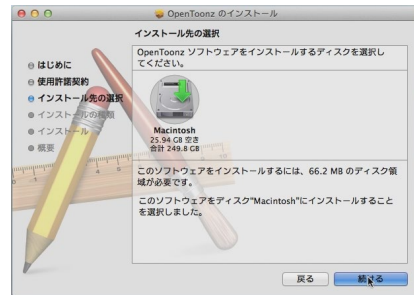 OpenToonz のインストール
インストール先の選択
はじめに
使用許諾契約
インストール先の選択
インストールの種類
インストール
概要
OpenToonz ソフトウェアをインストールするディスクを選択し
てください。
Macintosh
25.94 GB 空き
合計 249.8 GB
このソフトウェアをインストールするには、66.2 MB のディスク領
域が必要です。
このソフトウェアをディスク"Macintosh"にインストールすること
を選択しました。
戻る
続ける